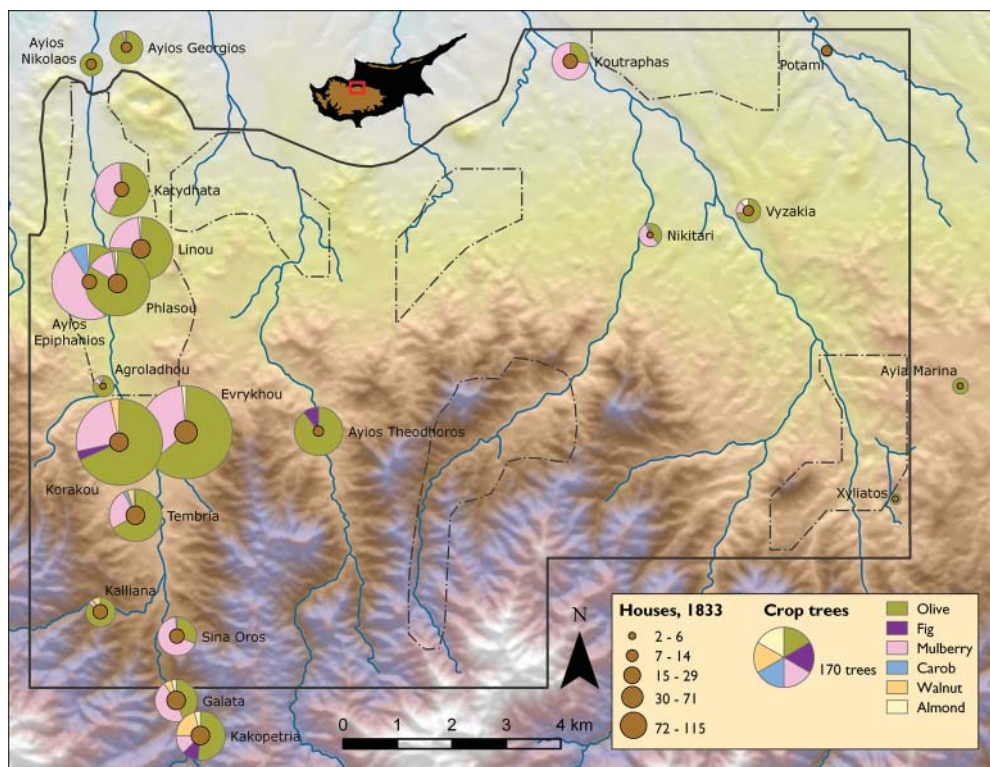 Ayios
Nikolaos
Ayios Georgios
Koutraphas
Potami
Katydhata
Linou
Vyzakia
Nikitari
Phlasou
Ayios
Epiphanios
Agroladhou
Evrykhou
Ayia Marina
Ayios Theodhoros
Korakou
Xyliatos
Tembria
Kalliana
Sina Oros
Galata
Kakopetria
N
0 1 2 3 4 km
Houses, 1833
2 - 6
7 - 14
15 - 29
30 - 71
72 - 115
Crop trees
170 trees
Olive
Fig
Mulberry
Carob
Walnut
Almond